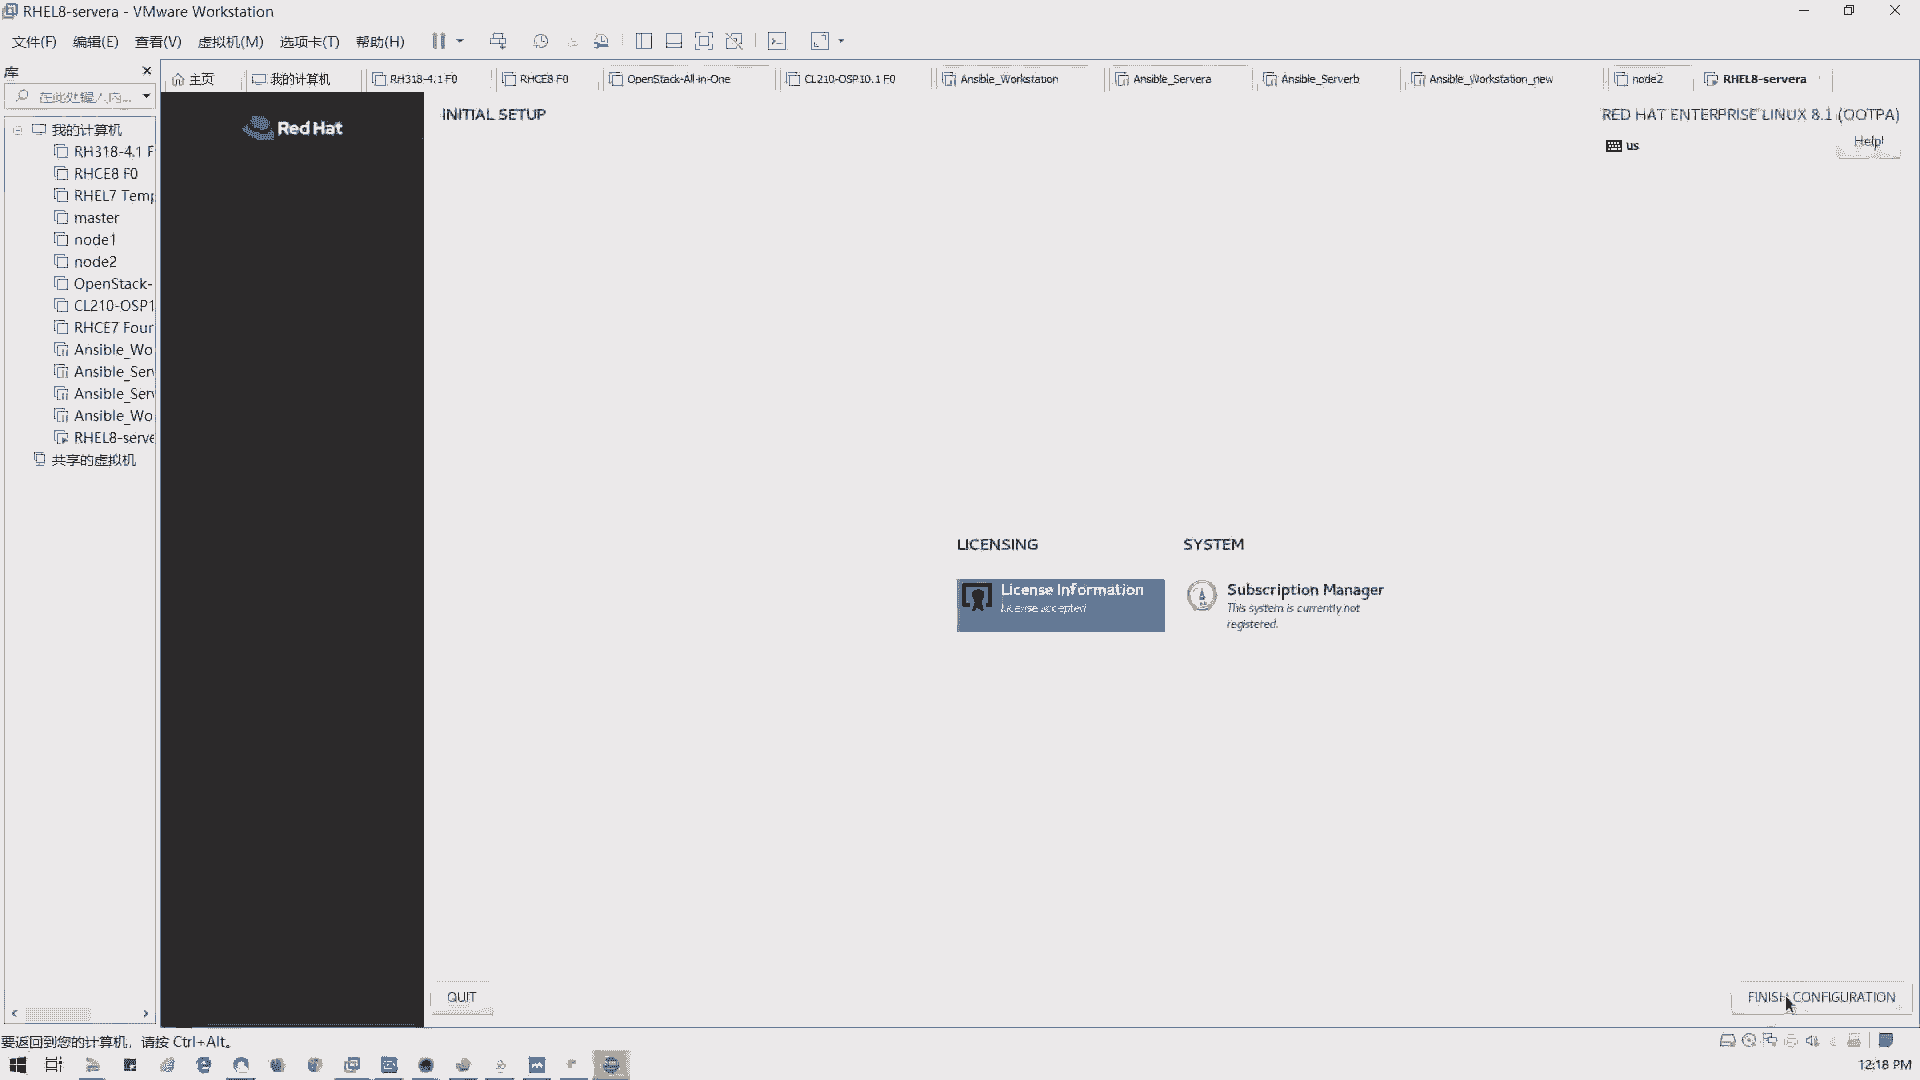 RHEL8-servera - VMware Workstation
文件(F) 编辑(E) 查看(V) 虚拟机(M) 选项卡(T) 帮助(H)
库
在此处键入内...
主页 我的计算机 RH318-4.1 F0 RHCE8 F0 OpenStack-All-in-One CL210-OSP10.1 F0 Ansible_Workstation Ansible_Servera Ansible_Serverb Ansible_Workstation_new node2 RHEL8-servera
我的计算机
RH318-4.1 F
RHCE8 F0
RHEL7 Temp
master
node1
node2
OpenStack-
CL210-OSP1
RHCE7 Four
Ansible_Wo
Ansible_Serv
Ansible_Serv
Ansible_Wo
RHEL8-serve
共享的虚拟机
Red Hat
INITIAL SETUP
RED HAT ENTERPRISE LINUX 8.1 (OOTPA)
us
Help!
LICENSING
License Information
License accepted
SYSTEM
Subscription Manager
This system is currently not
registered.
QUIT
FINISH CONFIGURATION
要返回到您的计算机，请按 Ctrl+Alt。
12:18 PM